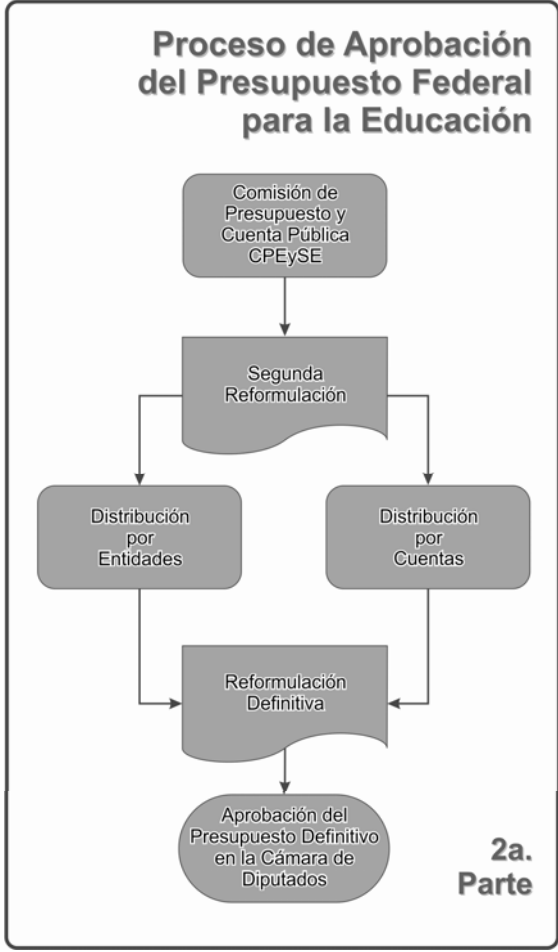 Proceso de Aprobación
del Presupuesto Federal
para la Educación
Comisión de
Presupuesto y
Cuenta Pública
CPEySE
Segunda
Reformulación
Distribución
por
Entidades
Distribución
por
Cuentas
Reformulación
Definitiva
Aprobación del
Presupuesto Definitivo
en la Cámara de
Diputados
2a.
Parte